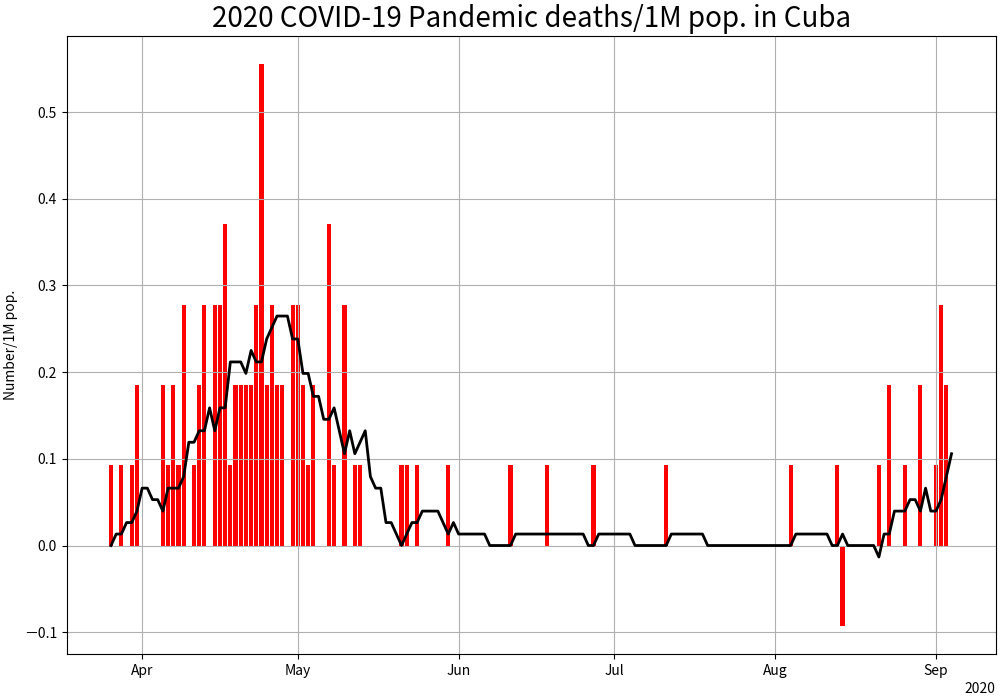 2020 COVID-19 Pandemic deaths/1M pop. in Cuba
Number/1M pop.
0.5
0.4
0.3
0.2
0.1
0.0
−0.1
Apr May Jun Jul Aug Sep
2020